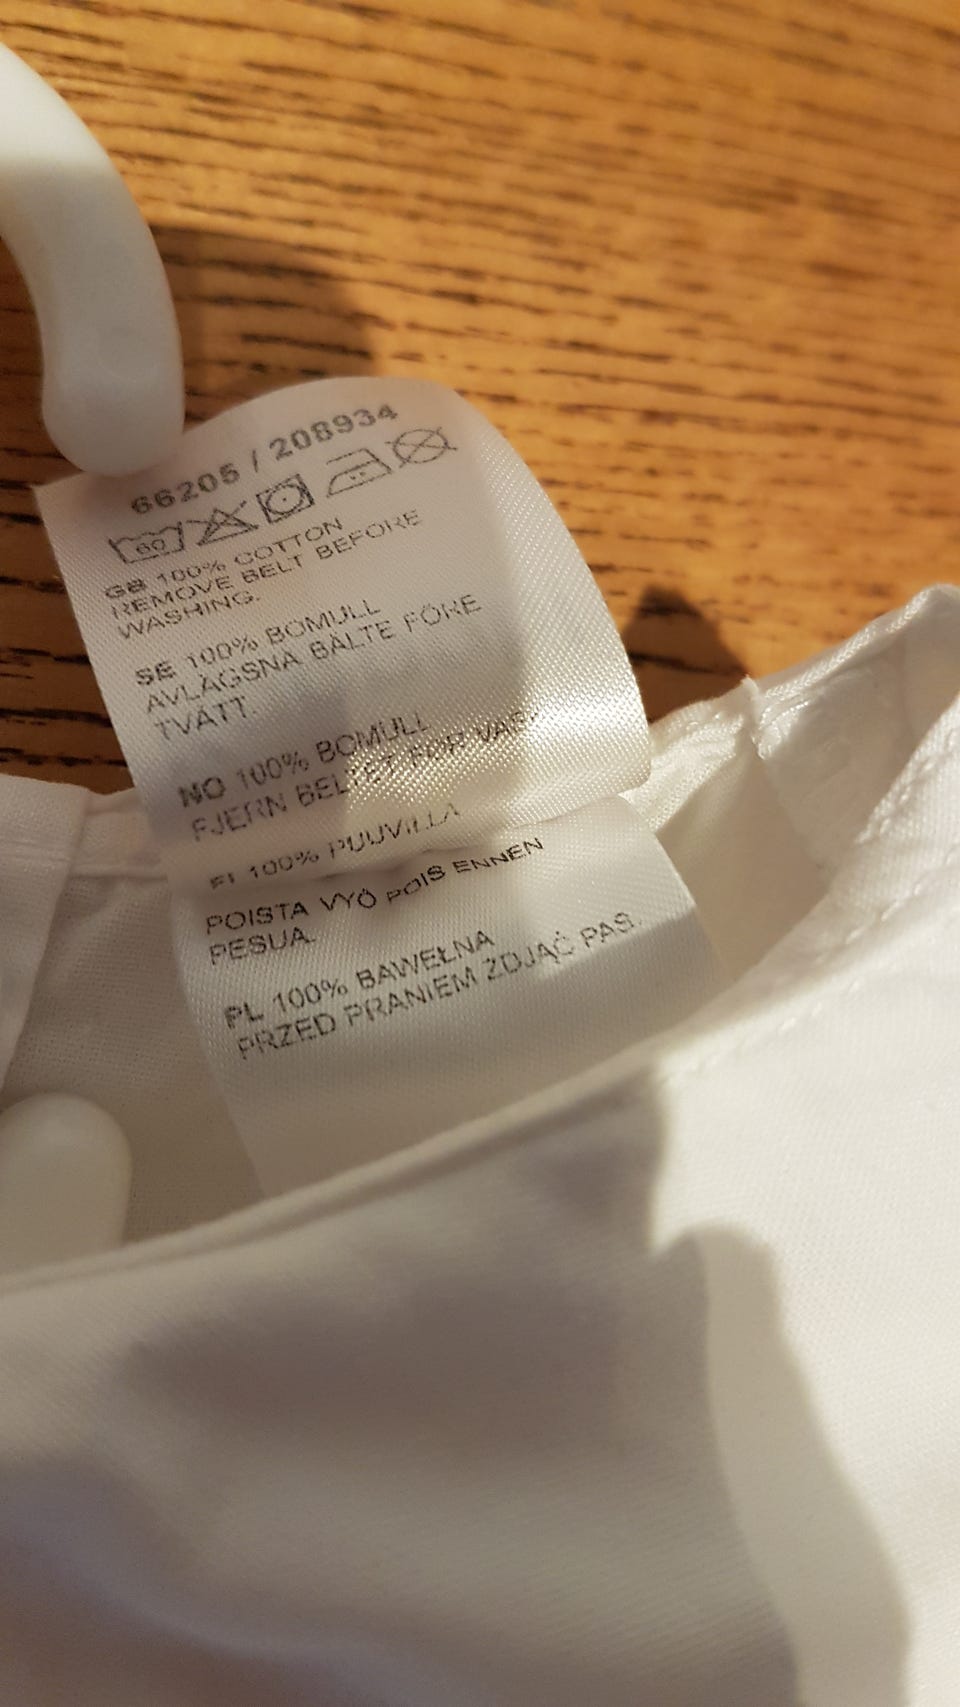 66205 / 208934
60
GB 100% COTTON
REMOVE BELT BEFORE
WASHING.
SE 100% BOMULL
AVLÄGSNA BÄLTE FÖRE
TVÄTT.
NO 100% BOMULL
FJERN BELTET FØR
FI 100% PUUVILLA
POISTA VYÖ POIS ENNEN
PESUA.
PL 100% BAWEŁNA
PRZED PRANIEM ZDJĄĆ PAS.